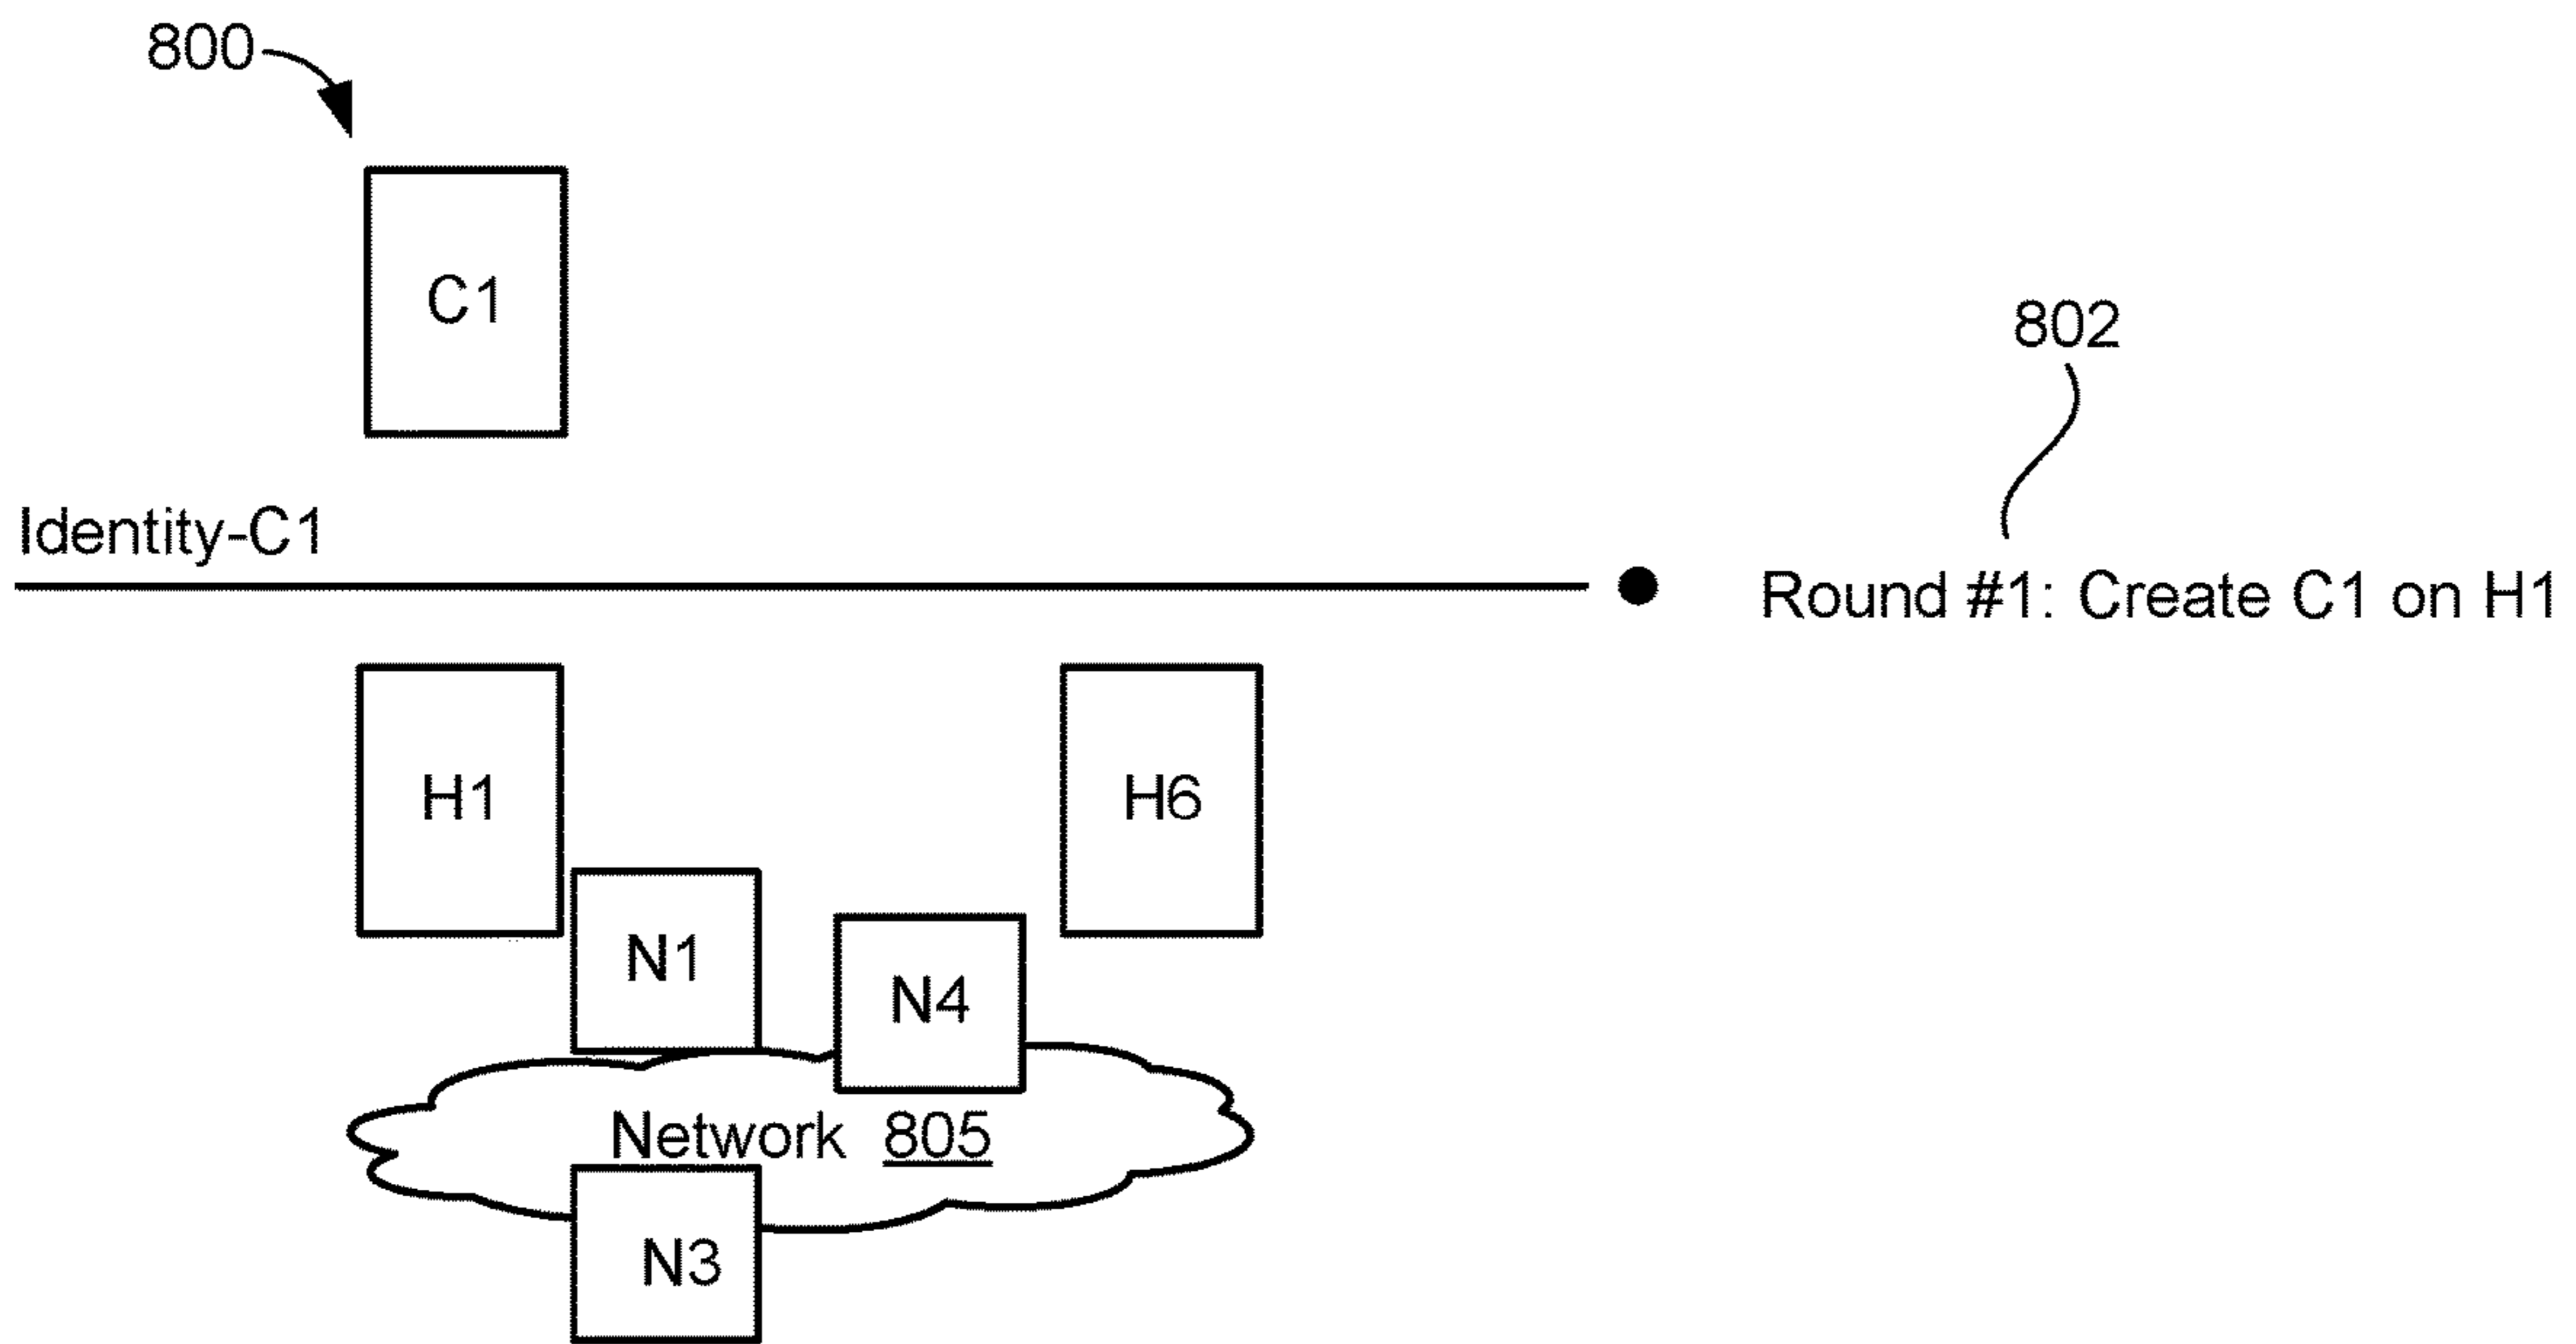 800
C1
802
Identity-C1
Round #1: Create C1 on H1
H1
H6
N1
N4
Network 805
N3